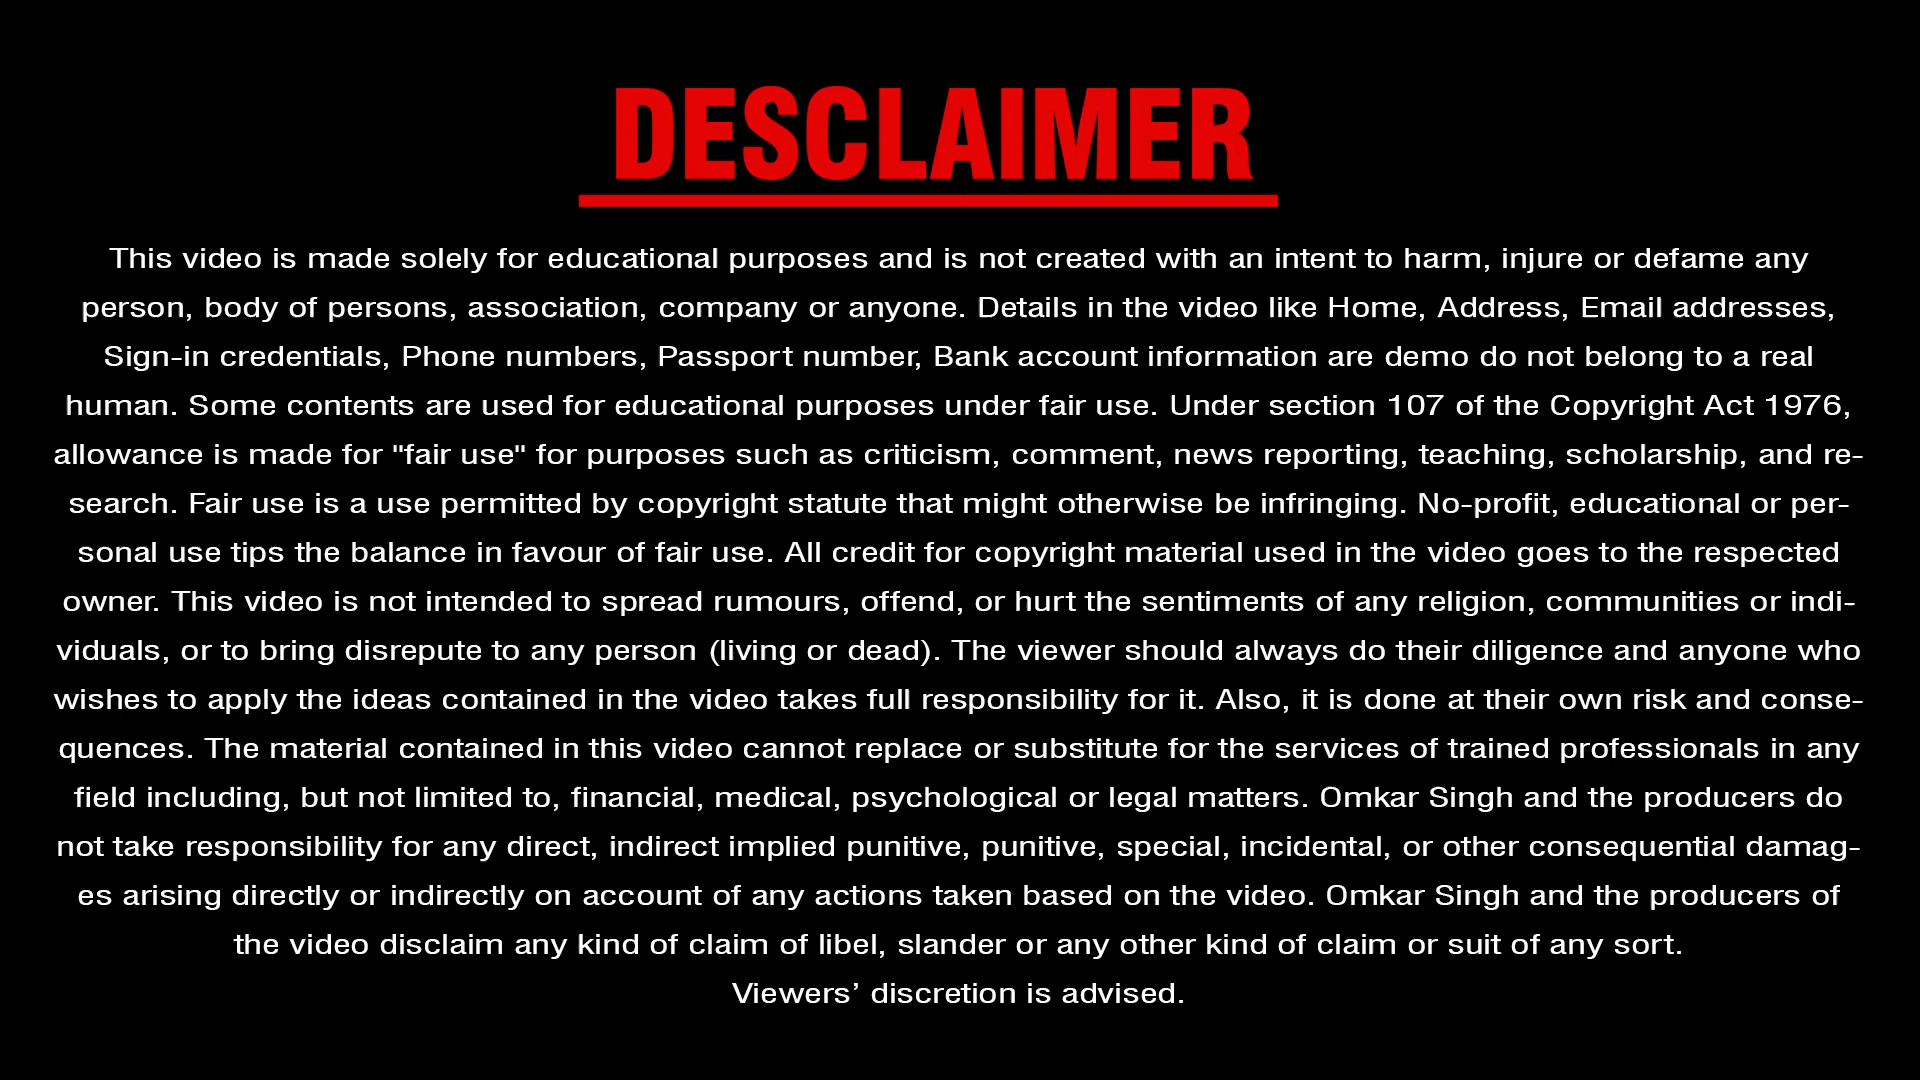 DESCLAIMER
This video is made solely for educational purposes and is not created with an intent to harm, injure or defame any
person, body of persons, association, company or anyone. Details in the video like Home, Address, Email addresses,
Sign-in credentials, Phone numbers, Passport number, Bank account information are demo do not belong to a real
human. Some contents are used for educational purposes under fair use. Under section 107 of the Copyright Act 1976,
allowance is made for "fair use" for purposes such as criticism, comment, news reporting, teaching, scholarship, and re-
search. Fair use is a use permitted by copyright statute that might otherwise be infringing. No-profit, educational or per-
sonal use tips the balance in favour of fair use. All credit for copyright material used in the video goes to the respected
owner. This video is not intended to spread rumours, offend, or hurt the sentiments of any religion, communities or indi-
viduals, or to bring disrepute to any person (living or dead). The viewer should always do their diligence and anyone who
wishes to apply the ideas contained in the video takes full responsibility for it. Also, it is done at their own risk and conse-
quences. The material contained in this video cannot replace or substitute for the services of trained professionals in any
field including, but not limited to, financial, medical, psychological or legal matters. Omkar Singh and the producers do
not take responsibility for any direct, indirect implied punitive, punitive, special, incidental, or other consequential damag-
es arising directly or indirectly on account of any actions taken based on the video. Omkar Singh and the producers of
the video disclaim any kind of claim of libel, slander or any other kind of claim or suit of any sort.
Viewers’ discretion is advised.